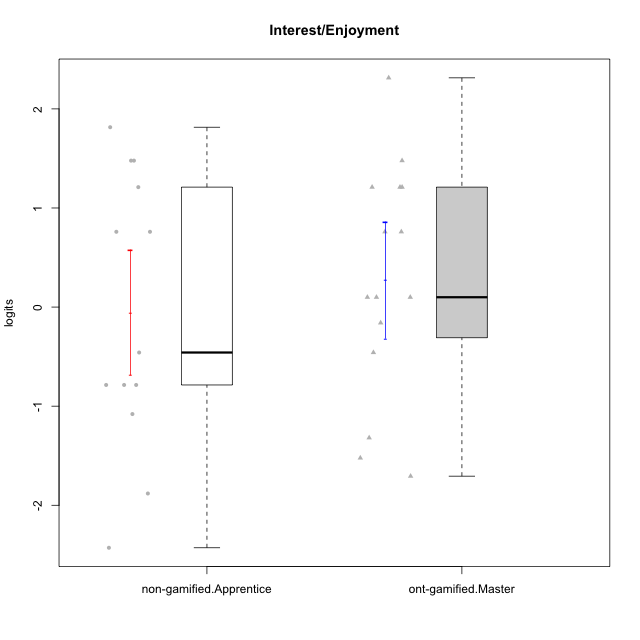 Interest/Enjoyment
logits
2
1
0
-1
-2
non-gamified.Apprentice
ont-gamified.Master